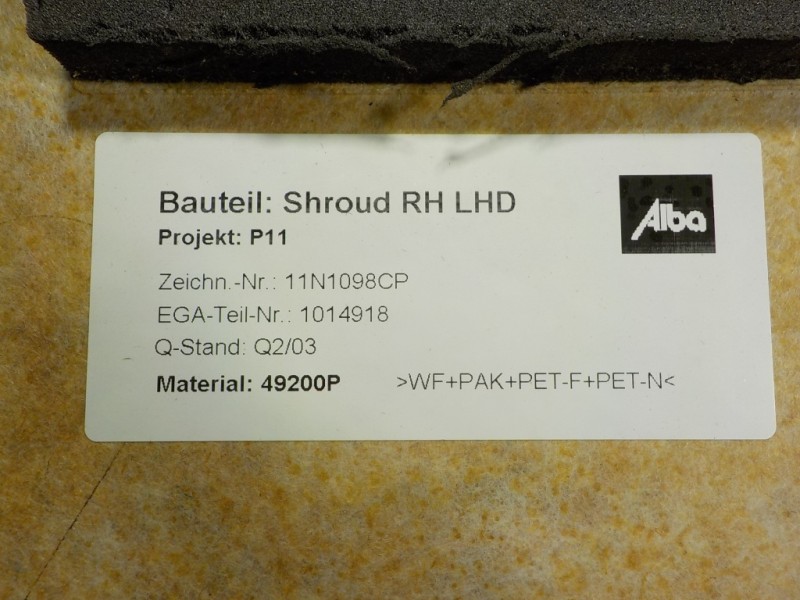 Bauteil: Shroud RH LHD
Alba
Projekt: P11
Zeichn.-Nr.: 11N1098CP
EGA-Teil-Nr.: 1014918
Q-Stand: Q2/03
Material: 49200P >WF+PAK+PET-F+PET-N<